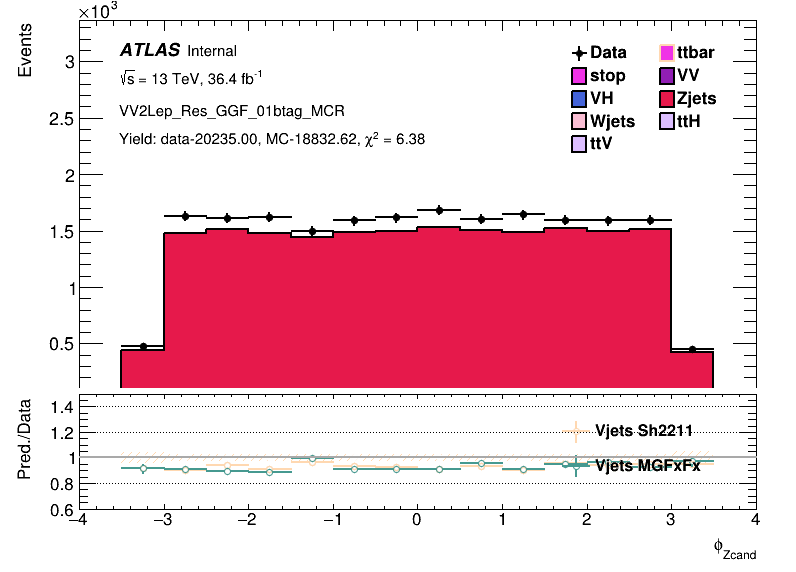 ×10³
Events
ATLAS Internal
√s = 13 TeV, 36.4 fb⁻¹
VV2Lep_Res_GGF_01btag_MCR
Yield: data-20235.00, MC-18832.62, χ² = 6.38
Data
ttbar
stop
VV
VH
Zjets
Wjets
ttH
ttV
3
2.5
2
1.5
1
0.5
Pred./Data
1.4
1.2
1
0.8
0.6
Vjets Sh2211
Vjets MGFxFx
−4 −3 −2 −1 0 1 2 3 4
ϕZcand